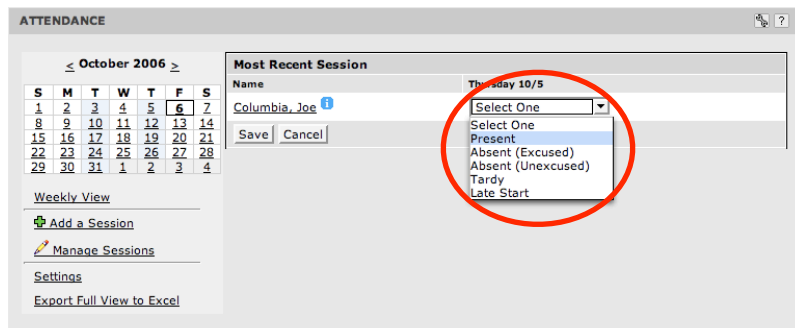 ATTENDANCE ?
< October 2006 >
S M T W T F S
1 2 3 4 5 6 7
8 9 10 11 12 13 14
15 16 17 18 19 20 21
22 23 24 25 26 27 28
29 30 31 1 2 3 4
Weekly View
Add a Session
Manage Sessions
Settings
Export Full View to Excel
Most Recent Session
Name Thursday 10/5
Columbia, Joe i Select One
Save Cancel
Select One
Present
Absent (Excused)
Absent (Unexcused)
Tardy
Late Start